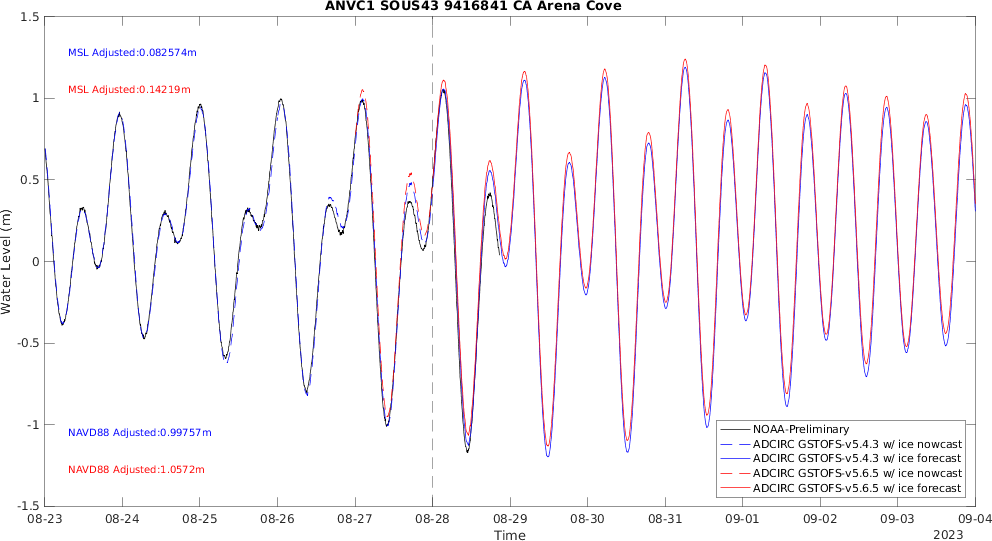 ANVC1 SOUS43 9416841 CA Arena Cove
1.5
1
0.5
0
-0.5
-1
-1.5
Water Level (m)
MSL Adjusted:0.082574m
MSL Adjusted:0.14219m
NAVD88 Adjusted:0.99757m
NAVD88 Adjusted:1.0572m
NOAA-Preliminary
ADCIRC GSTOFS-v5.4.3 w/ ice nowcast
ADCIRC GSTOFS-v5.4.3 w/ ice forecast
ADCIRC GSTOFS-v5.6.5 w/ ice nowcast
ADCIRC GSTOFS-v5.6.5 w/ ice forecast
08-23 08-24 08-25 08-26 08-27 08-28 08-29 08-30 08-31 09-01 09-02 09-03 09-04
Time
2023